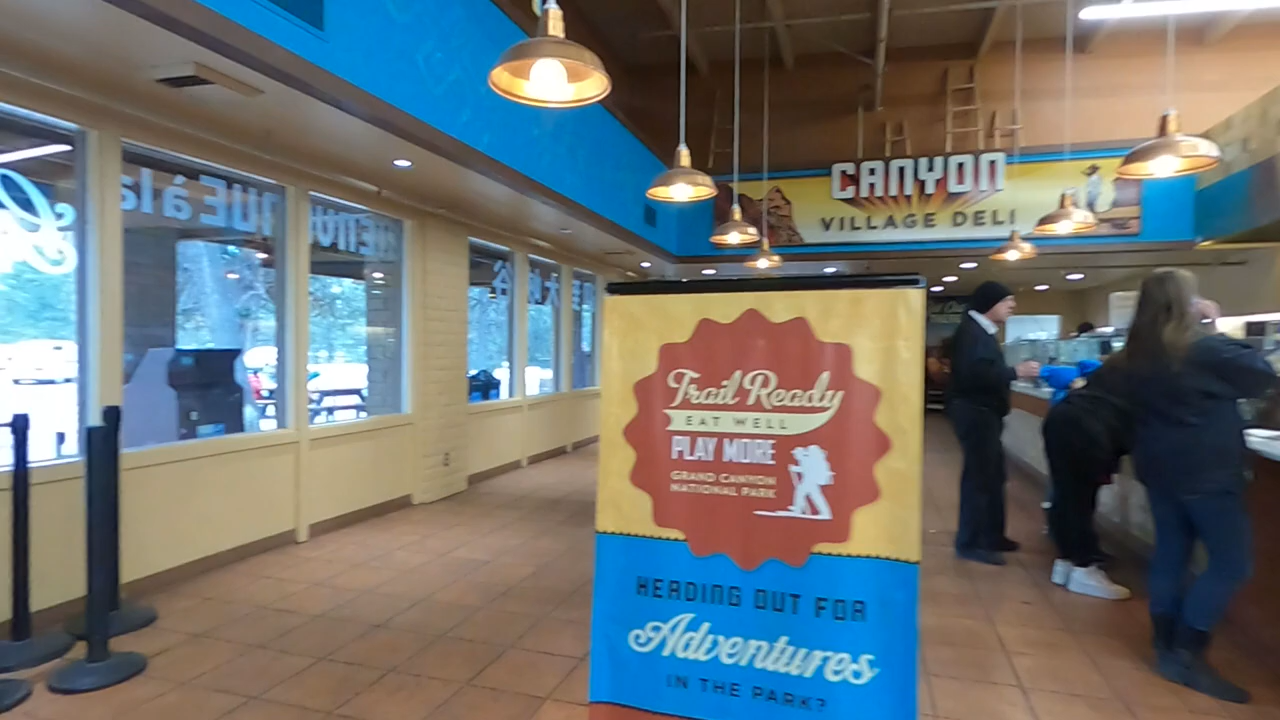 CANYON
VILLAGE DELI
Trail Ready
EAT WELL
PLAY MORE
GRAND CANYON
NATIONAL PARK
HEADING OUT FOR
Adventures
IN THE PARK?